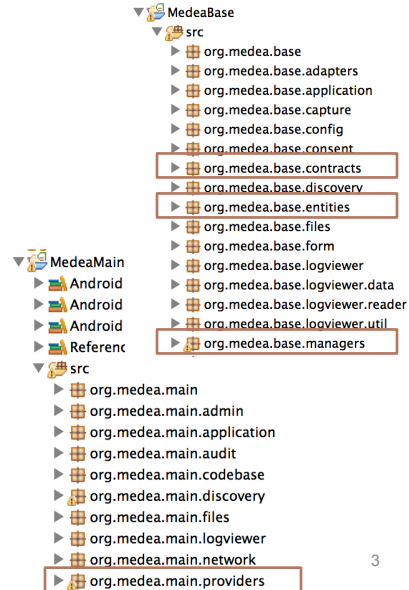 MedeaBase
src
org.medea.base
org.medea.base.adapters
org.medea.base.application
org.medea.base.capture
org.medea.base.config
org.medea.base.consent
org.medea.base.contracts
org.medea.base.discovery
org.medea.base.entities
org.medea.base.files
org.medea.base.form
org.medea.base.logviewer
org.medea.base.logviewer.data
org.medea.base.logviewer.reader
org.medea.base.logviewer.util
org.medea.base.managers
MedeaMain
Android
Android
Android
Referenc
src
org.medea.main
org.medea.main.admin
org.medea.main.application
org.medea.main.audit
org.medea.main.codebase
org.medea.main.discovery
org.medea.main.files
org.medea.main.logviewer
org.medea.main.network
org.medea.main.providers
3